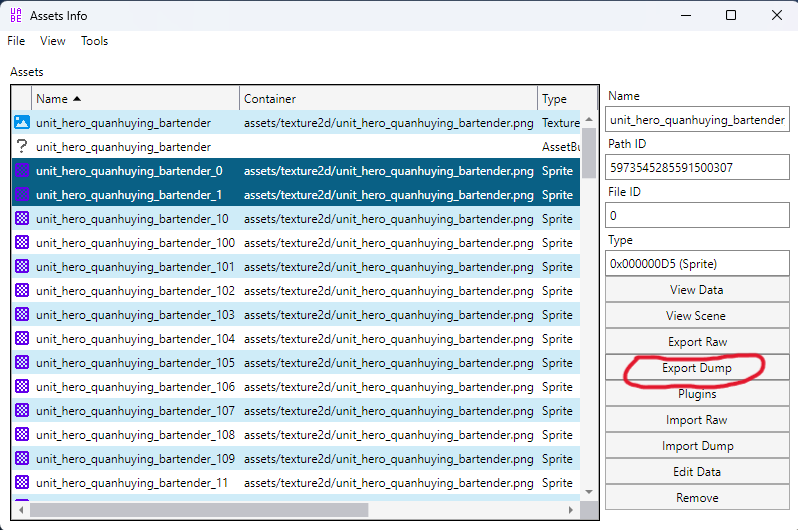 UA
BE
Assets Info
File View Tools
Assets
Name Container Type
unit_hero_quanhuying_bartender assets/texture2d/unit_hero_quanhuying_bartender.png Texture
unit_hero_quanhuying_bartender AssetBu
unit_hero_quanhuying_bartender_0 assets/texture2d/unit_hero_quanhuying_bartender.png Sprite
unit_hero_quanhuying_bartender_1 assets/texture2d/unit_hero_quanhuying_bartender.png Sprite
unit_hero_quanhuying_bartender_10 assets/texture2d/unit_hero_quanhuying_bartender.png Sprite
unit_hero_quanhuying_bartender_100 assets/texture2d/unit_hero_quanhuying_bartender.png Sprite
unit_hero_quanhuying_bartender_101 assets/texture2d/unit_hero_quanhuying_bartender.png Sprite
unit_hero_quanhuying_bartender_102 assets/texture2d/unit_hero_quanhuying_bartender.png Sprite
unit_hero_quanhuying_bartender_103 assets/texture2d/unit_hero_quanhuying_bartender.png Sprite
unit_hero_quanhuying_bartender_104 assets/texture2d/unit_hero_quanhuying_bartender.png Sprite
unit_hero_quanhuying_bartender_105 assets/texture2d/unit_hero_quanhuying_bartender.png Sprite
unit_hero_quanhuying_bartender_106 assets/texture2d/unit_hero_quanhuying_bartender.png Sprite
unit_hero_quanhuying_bartender_107 assets/texture2d/unit_hero_quanhuying_bartender.png Sprite
unit_hero_quanhuying_bartender_108 assets/texture2d/unit_hero_quanhuying_bartender.png Sprite
unit_hero_quanhuying_bartender_109 assets/texture2d/unit_hero_quanhuying_bartender.png Sprite
unit_hero_quanhuying_bartender_11 assets/texture2d/unit_hero_quanhuying_bartender.png Sprite
Name
unit_hero_quanhuying_bartender
Path ID
5973545285591500307
File ID
0
Type
0x000000D5 (Sprite)
View Data
View Scene
Export Raw
Export Dump
Plugins
Import Raw
Import Dump
Edit Data
Remove